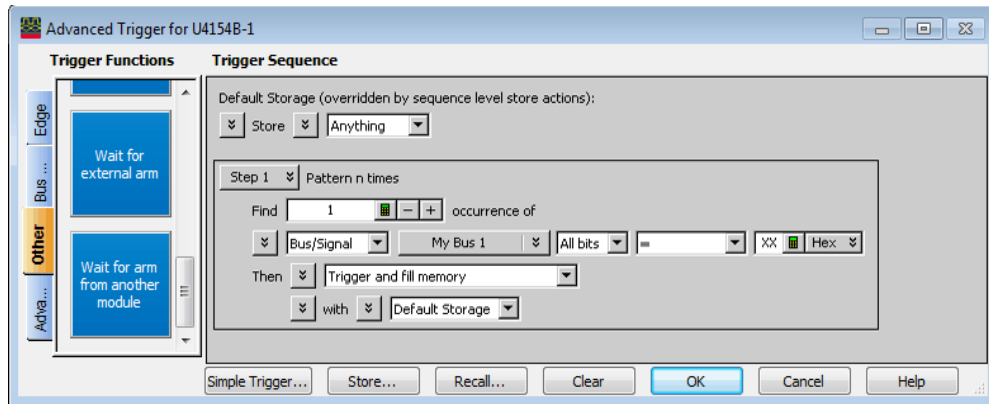 Advanced Trigger for U4154B-1
Trigger Functions
Trigger Sequence
Edge
Bus ...
Other
Adva...
Wait for
external arm
Wait for arm
from another
module
Default Storage (overridden by sequence level store actions):
Store Anything
Step 1 Pattern n times
Find 1 - + occurrence of
Bus/Signal My Bus 1 All bits = XX Hex
Then Trigger and fill memory
with Default Storage
Simple Trigger... Store... Recall... Clear OK Cancel Help